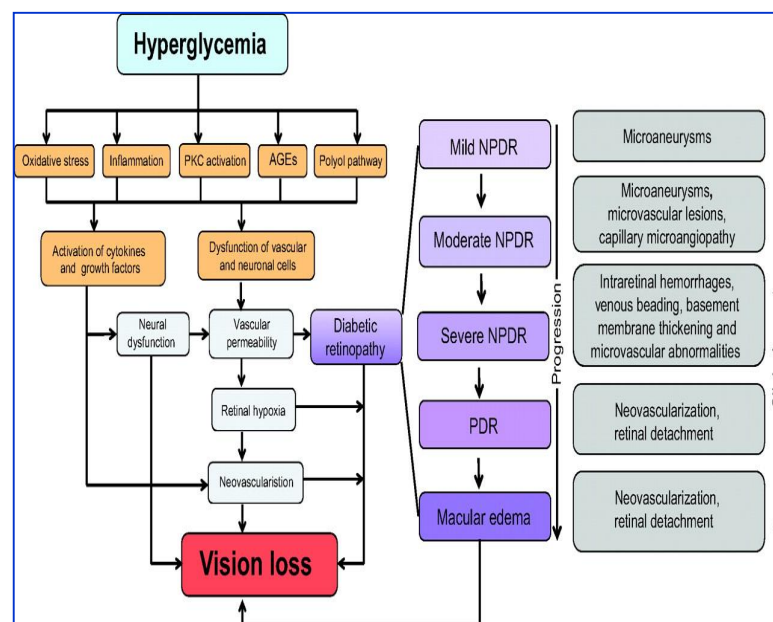 Hyperglycemia
Oxidative stress
Inflammation
PKC activation
AGEs
Polyol pathway
Activation of cytokines
and growth factors
Dysfunction of vascular
and neuronal cells
Neural
dysfunction
Vascular
permeability
Diabetic
retinopathy
Retinal hypoxia
Neovascularistion
Vision loss
Mild NPDR
Moderate NPDR
Severe NPDR
PDR
Macular edema
Progression
Microaneurysms
Microaneurysms,
microvascular lesions,
capillary microangiopathy
Intraretinal hemorrhages,
venous beading, basement
membrane thickening and
microvascular abnormalities
Neovascularization,
retinal detachment
Neovascularization,
retinal detachment